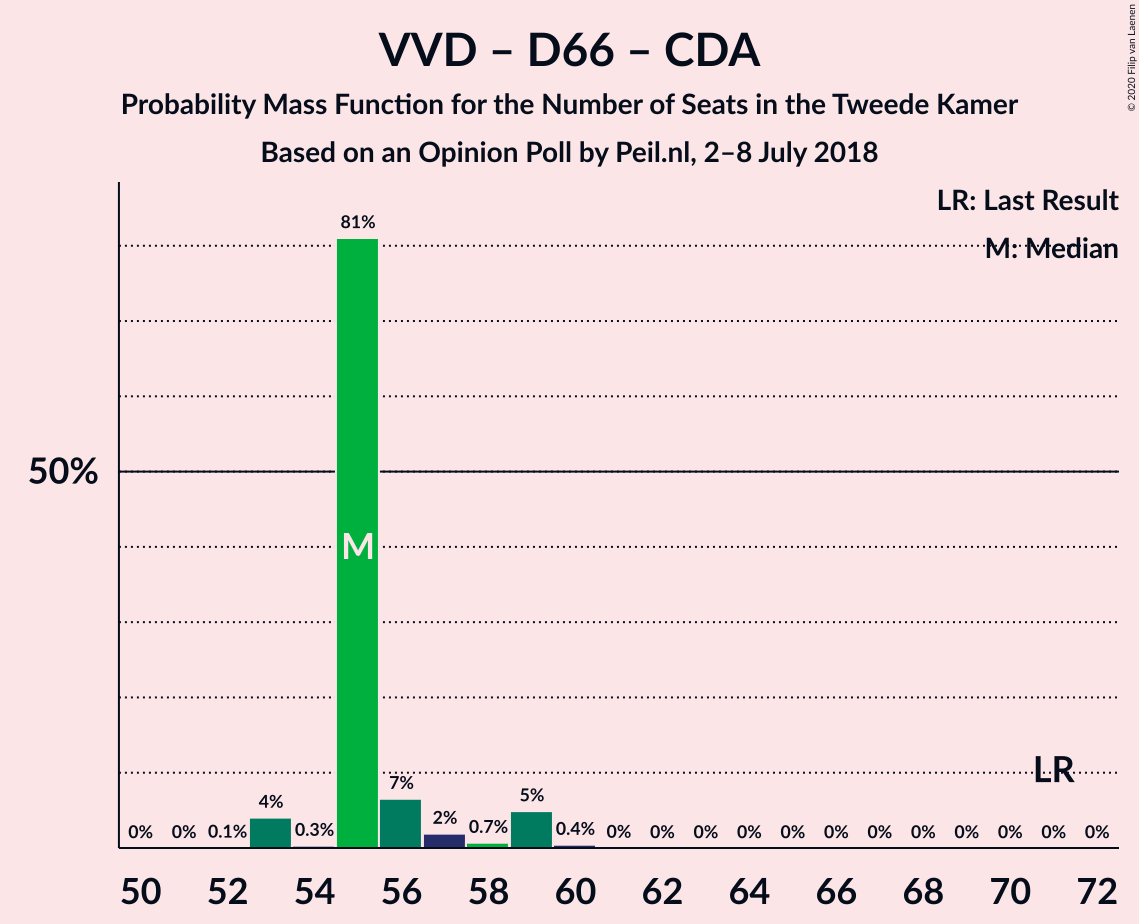 VVD – D66 – CDA
Probability Mass Function for the Number of Seats in the Tweede Kamer
Based on an Opinion Poll by Peil.nl, 2–8 July 2018
© 2020 Filip van Laenen
LR: Last Result
M: Median
50%
81%
M
LR
0% 0% 0.1% 4% 0.3% 7% 2% 0.7% 5% 0.4% 0% 0% 0% 0% 0% 0% 0% 0% 0% 0% 0% 0%
50 52 54 56 58 60 62 64 66 68 70 72